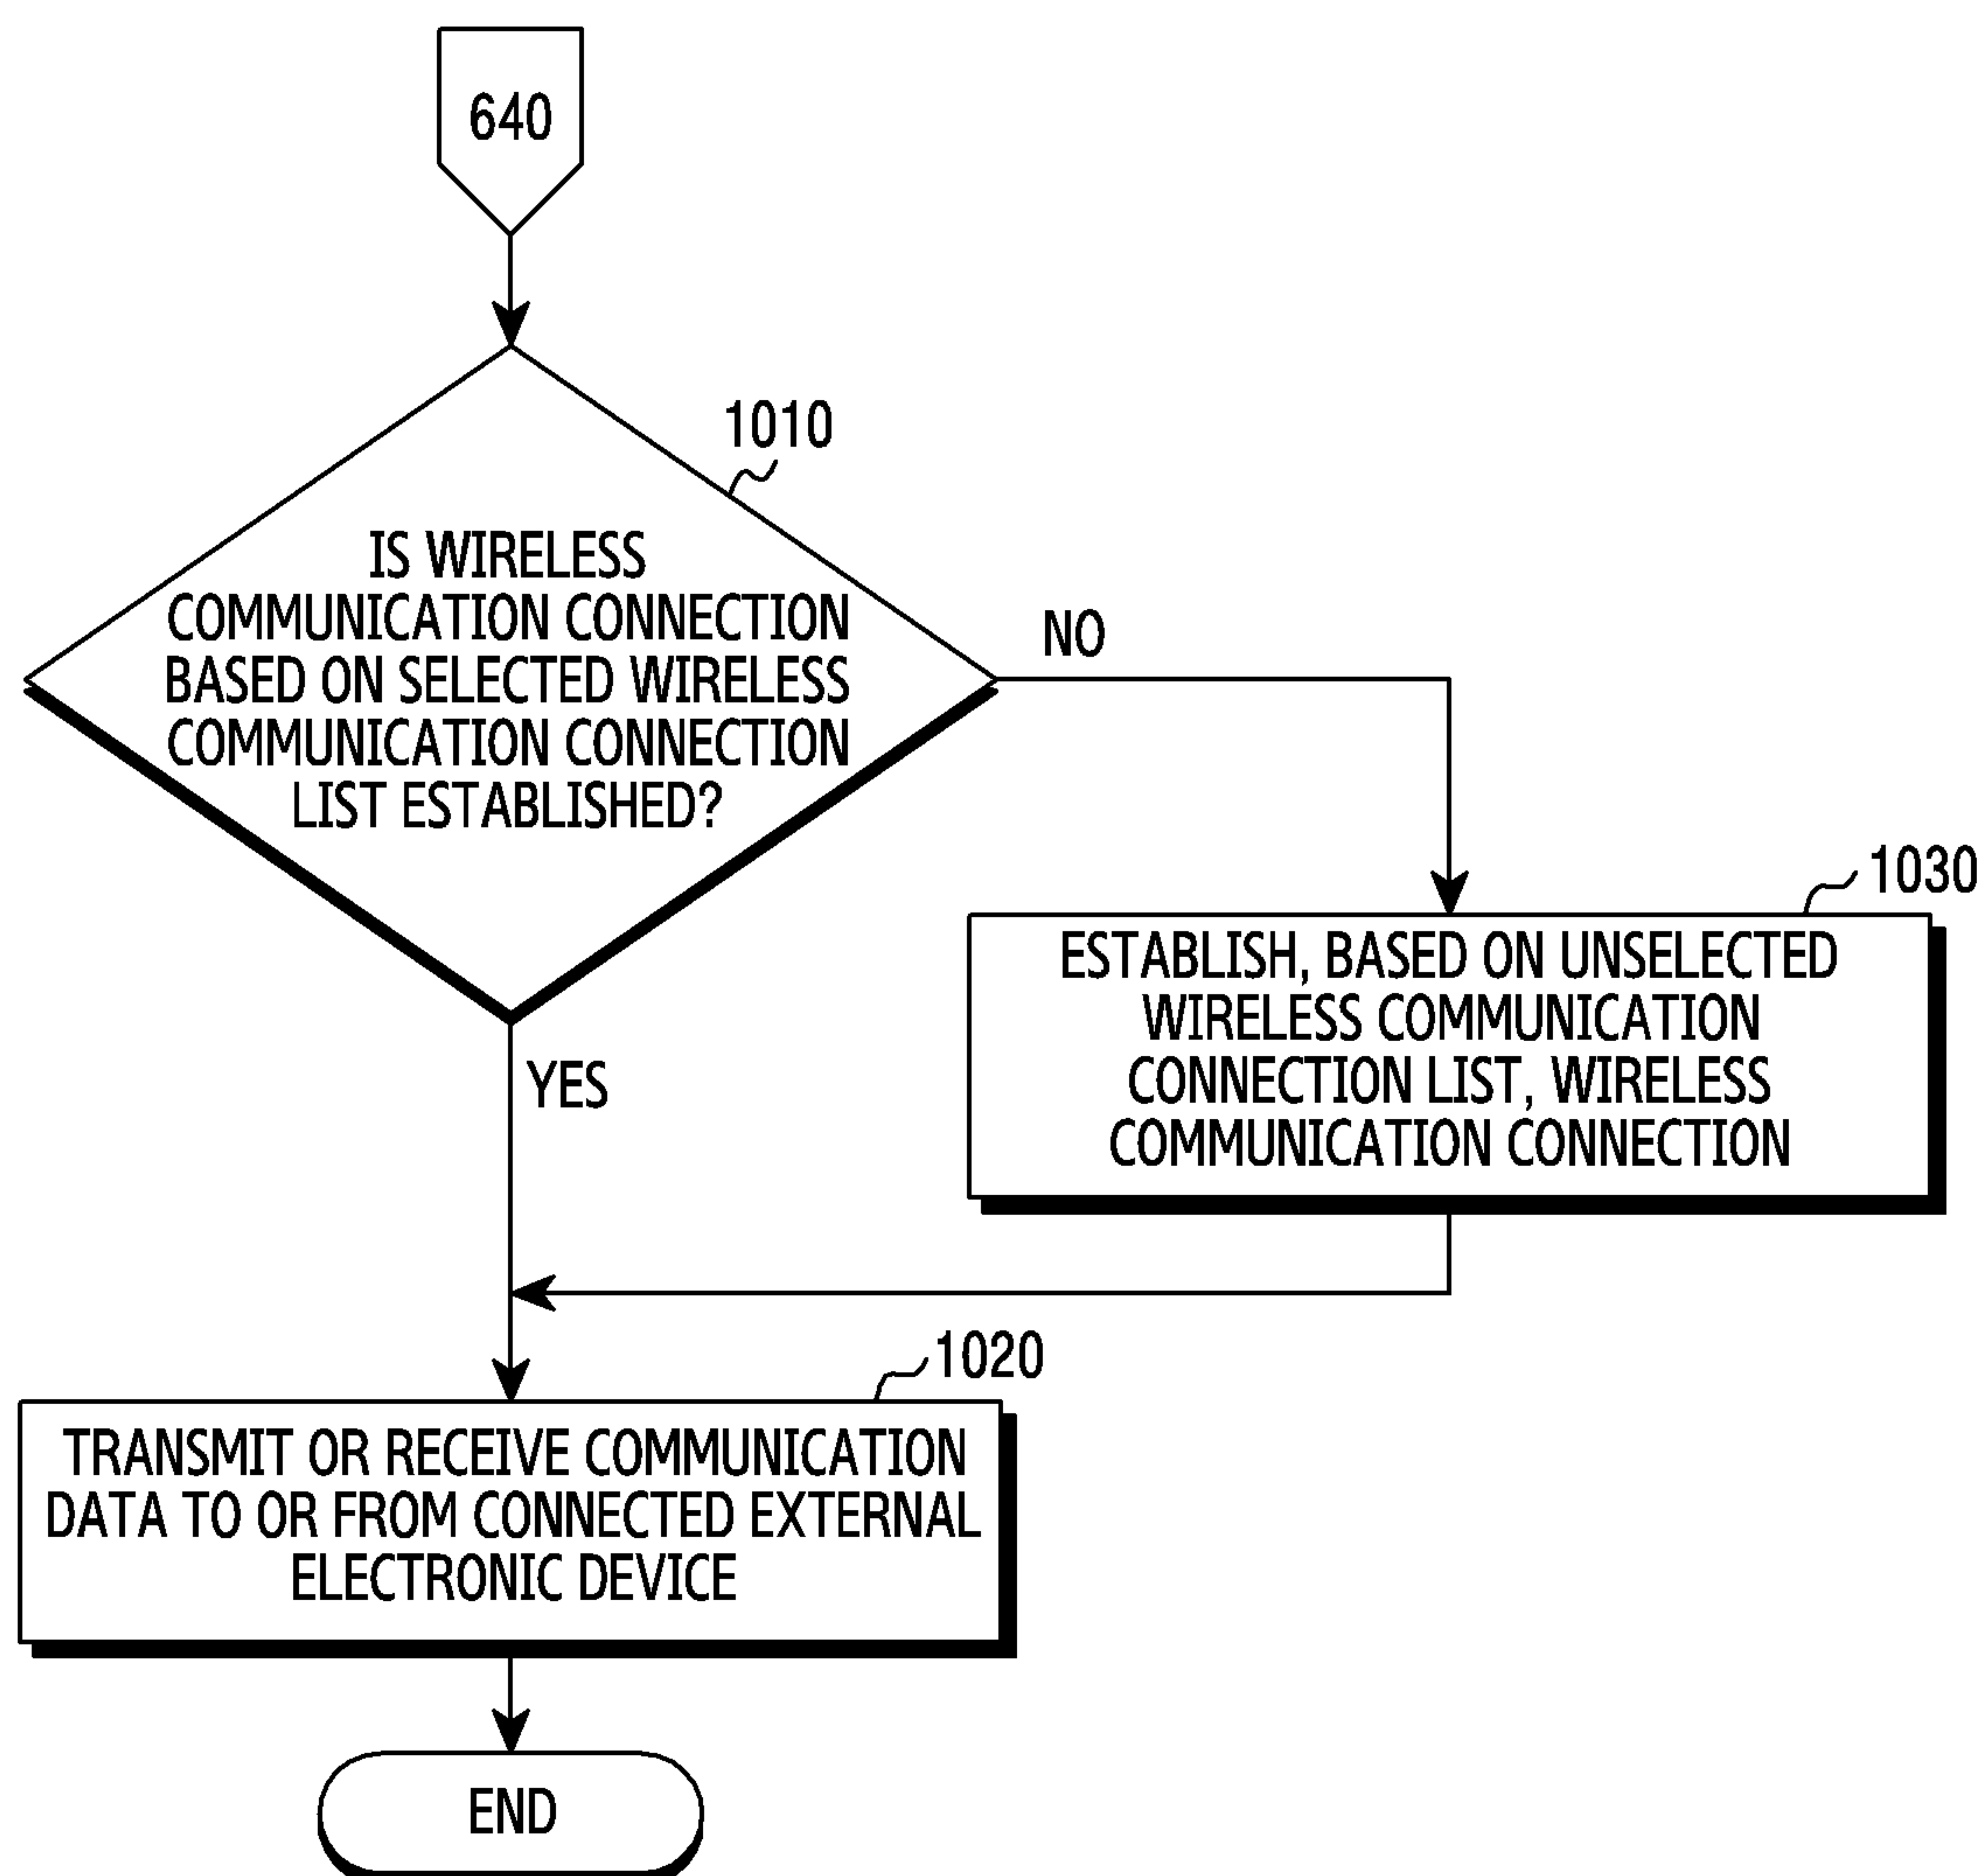 640
1010
IS WIRELESS
COMMUNICATION CONNECTION
BASED ON SELECTED WIRELESS
COMMUNICATION CONNECTION
LIST ESTABLISHED?
NO
YES
1030
ESTABLISH, BASED ON UNSELECTED
WIRELESS COMMUNICATION
CONNECTION LIST, WIRELESS
COMMUNICATION CONNECTION
1020
TRANSMIT OR RECEIVE COMMUNICATION
DATA TO OR FROM CONNECTED EXTERNAL
ELECTRONIC DEVICE
END